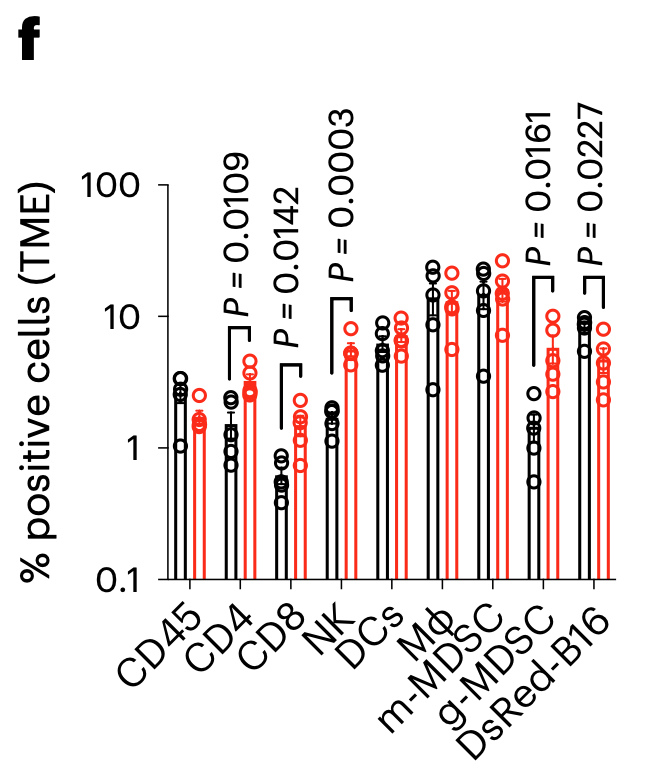 f
% positive cells (TME)
100
10
1
0.1
P = 0.0109
P = 0.0142
P = 0.0003
P = 0.0161
P = 0.0227
CD45
CD4
CD8
NK
DCs
Mϕ
m-MDSC
g-MDSC
DsRed-B16